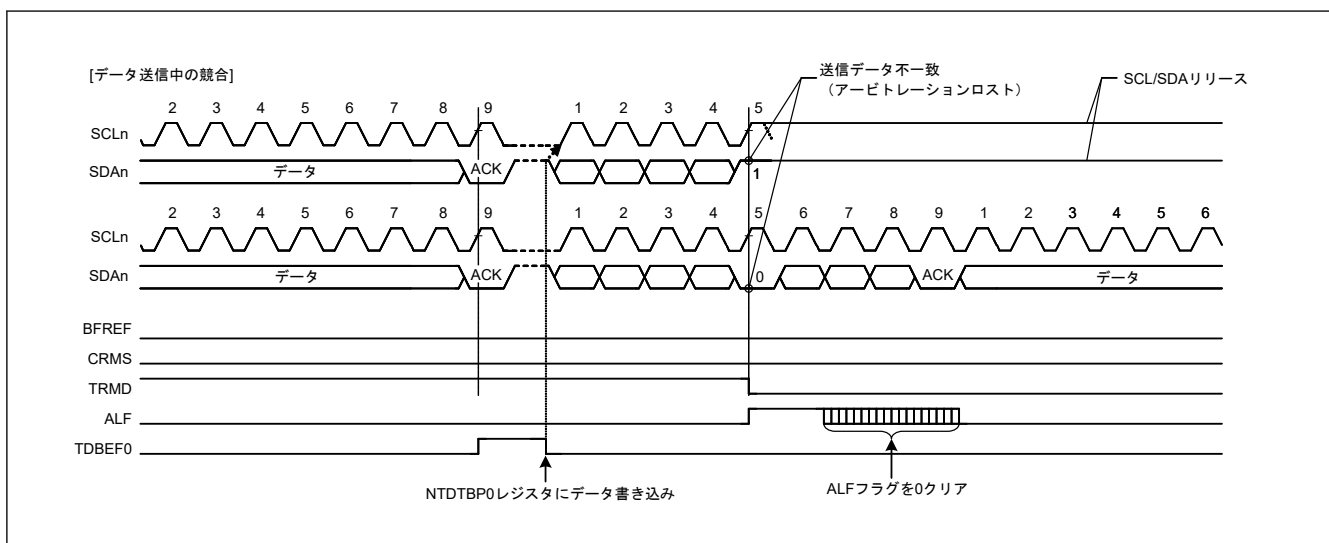 [データ送信中の競合]
送信データ不一致
（アービトレーションロスト）
SCL/SDAリリース
2 3 4 5 6 7 8 9 1 2 3 4 5
SCLn
SDAn データ ACK 1
2 3 4 5 6 7 8 9 1 2 3 4 5 6 7 8 9 1 2 3 4 5 6
SCLn
SDAn データ ACK 0 ACK データ
BFREF
CRMS
TRMD
ALF
TDBEF0
NTDTBP0レジスタにデータ書き込み
ALFフラグを0クリア